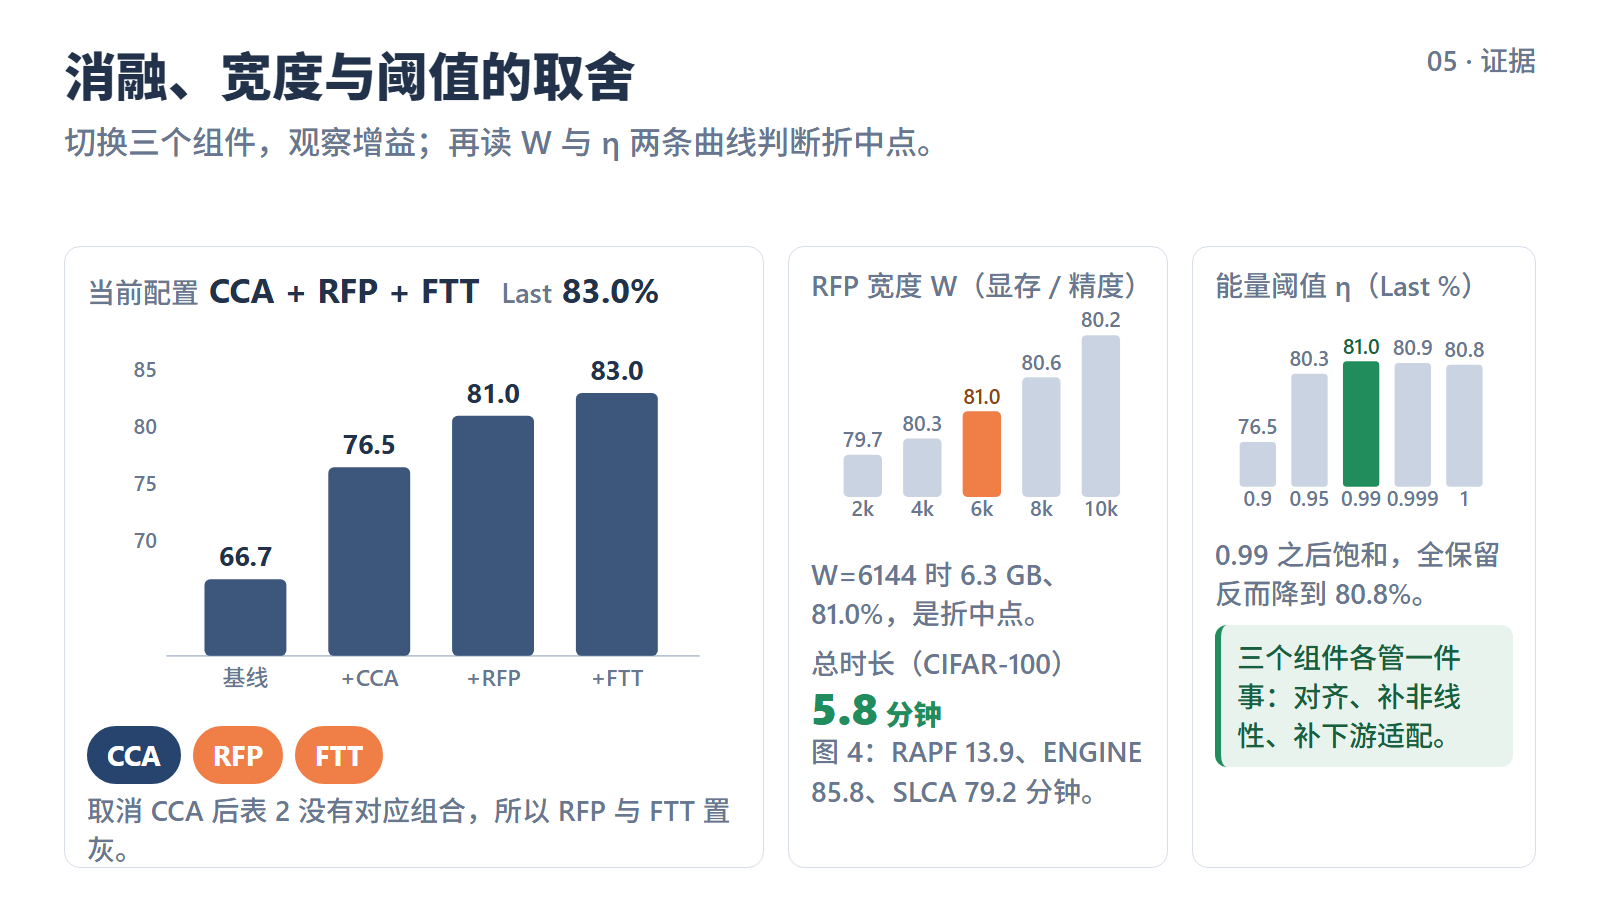 消融、宽度与阈值的取舍
05 · 证据
切换三个组件，观察增益；再读 W 与 η 两条曲线判断折中点。
当前配置 CCA + RFP + FTT Last 83.0%
85
80
75
70
66.7
76.5
81.0
83.0
基线
+CCA
+RFP
+FTT
CCA
RFP
FTT
取消 CCA 后表 2 没有对应组合，所以 RFP 与 FTT 置
灰。
RFP 宽度 W（显存 / 精度）
79.7
80.3
81.0
80.6
80.2
2k
4k
6k
8k
10k
W=6144 时 6.3 GB、
81.0%，是折中点。
总时长（CIFAR-100）
5.8 分钟
图 4：RAPF 13.9、ENGINE
85.8、SLCA 79.2 分钟。
能量阈值 η（Last %）
76.5
80.3
81.0
80.9
80.8
0.9
0.95
0.99
0.999
1
0.99 之后饱和，全保留
反而降到 80.8%。
三个组件各管一件
事：对齐、补非线
性、补下游适配。